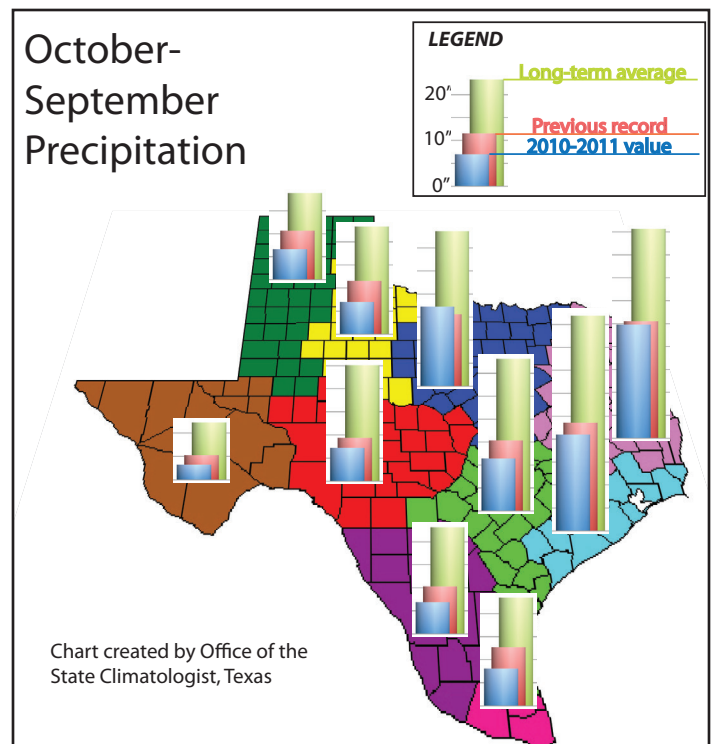 October-
September
Precipitation
LEGEND
Long-term average
20”
Previous record
10”
2010-2011 value
0”
Chart created by Office of the
State Climatologist, Texas